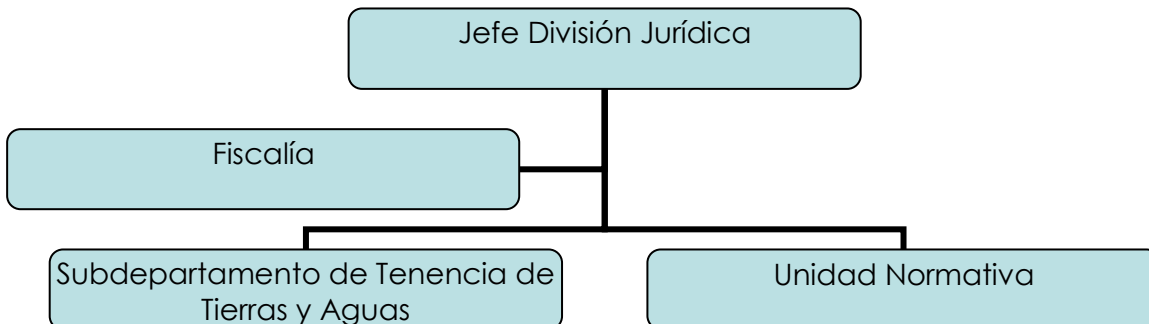 Jefe División Jurídica
Fiscalía
Subdepartamento de Tenencia de
Tierras y Aguas
Unidad Normativa